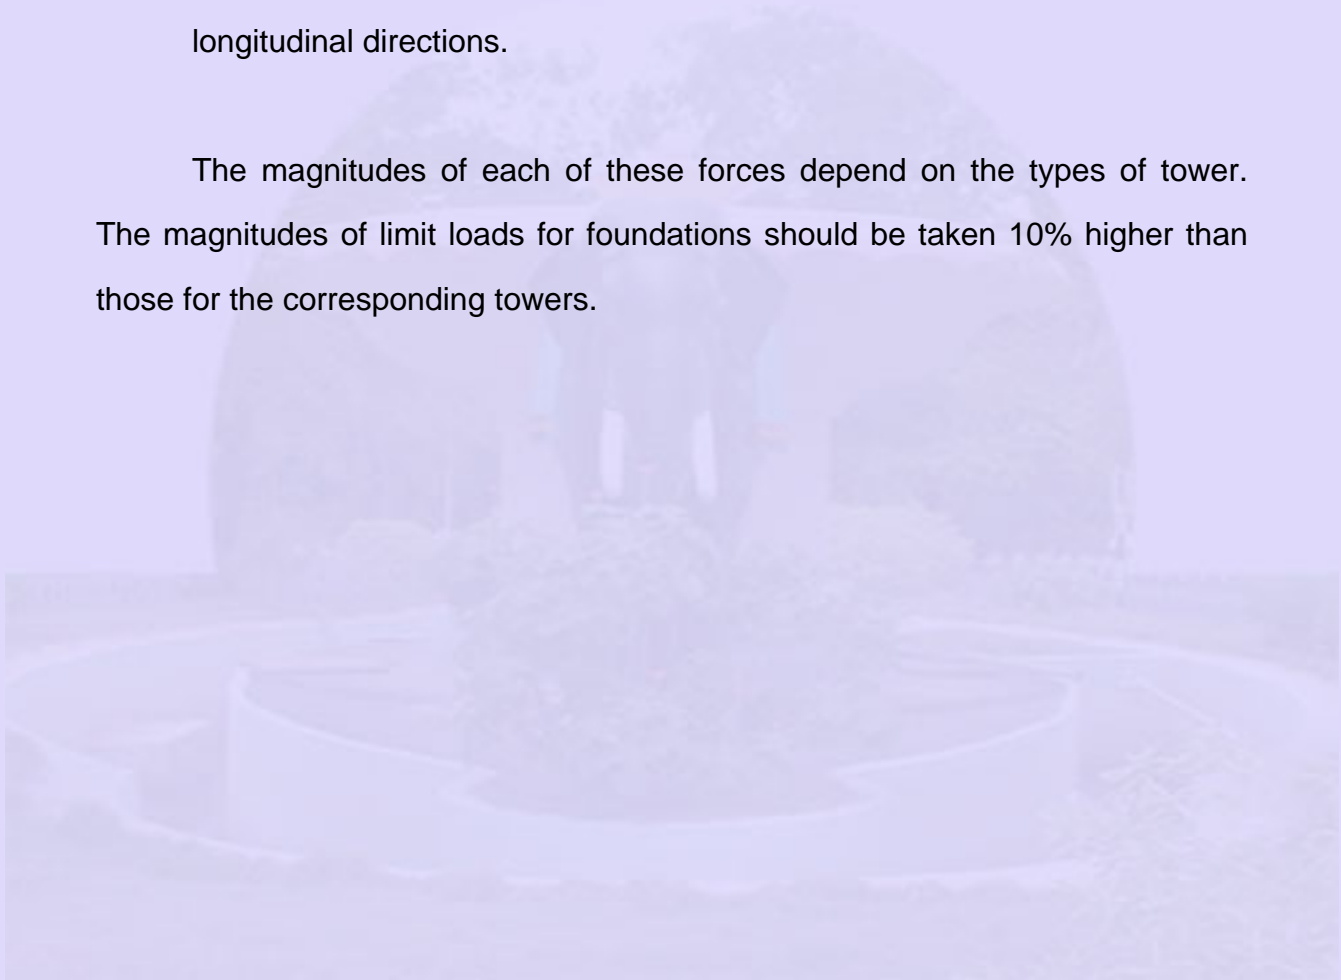 longitudinal directions.
The magnitudes of each of these forces depend on the types of tower.
The magnitudes of limit loads for foundations should be taken 10% higher than
those for the corresponding towers.